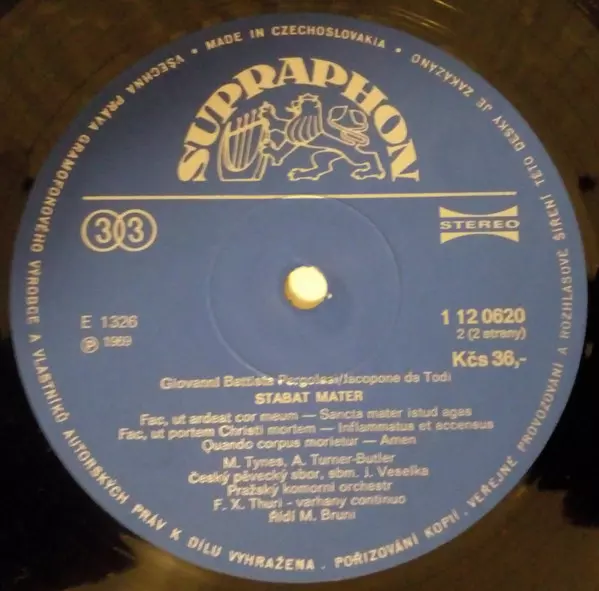 VŠECHNA PRÁVA GRAMOFONOVÉHO VÝROBCE A VLASTNÍKŮ AUTORSKÝCH PRÁV K DÍLU VYHRAŽENA. POŘIZOVÁNÍ KOPIÍ. VEŘEJNÉ PROVOZOVÁNÍ A ROZHLASOVÉ ŠÍŘENÍ TÉTO DESKY JE ZAKÁZÁNO
• MADE IN CZECHOSLOVAKIA •
SUPRAPHON
33
STEREO
E 1326
1 12 0620
Ⓟ 1969
2 (2 strany)
Kčs 36,-
Giovanni Battista Pergolesi/Jacopone da Todi
STABAT MATER
Fac, ut ardeat cor meum — Sancta mater istud agas
Fac, ut portem Christi mortem — Inflammatus et accensus
Quando corpus morietur — Amen
M. Tynes, A. Turner-Butler
Český pěvecký sbor, sbm. J. Veselka
Pražský komorní orchestr
F. X. Thuri - varhany continuo
Řídí M. Bruni